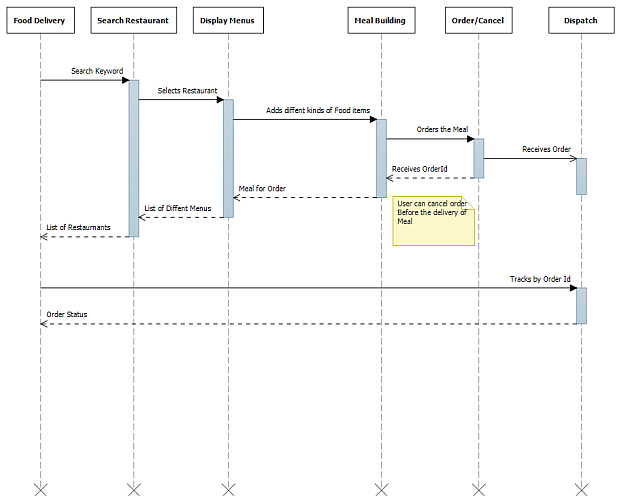 Food Delivery
Search Restaurant
Display Menus
Meal Building
Order/Cancel
Dispatch
Search Keyword
Selects Restaurant
Adds diffent kinds of Food items
Orders the Meal
Receives Order
Receives OrderId
Meal for Order
User can cancel order
Before the delivery of
Meal
List of Diffent Menus
List of Restaurnants
Tracks by Order Id
Order Status